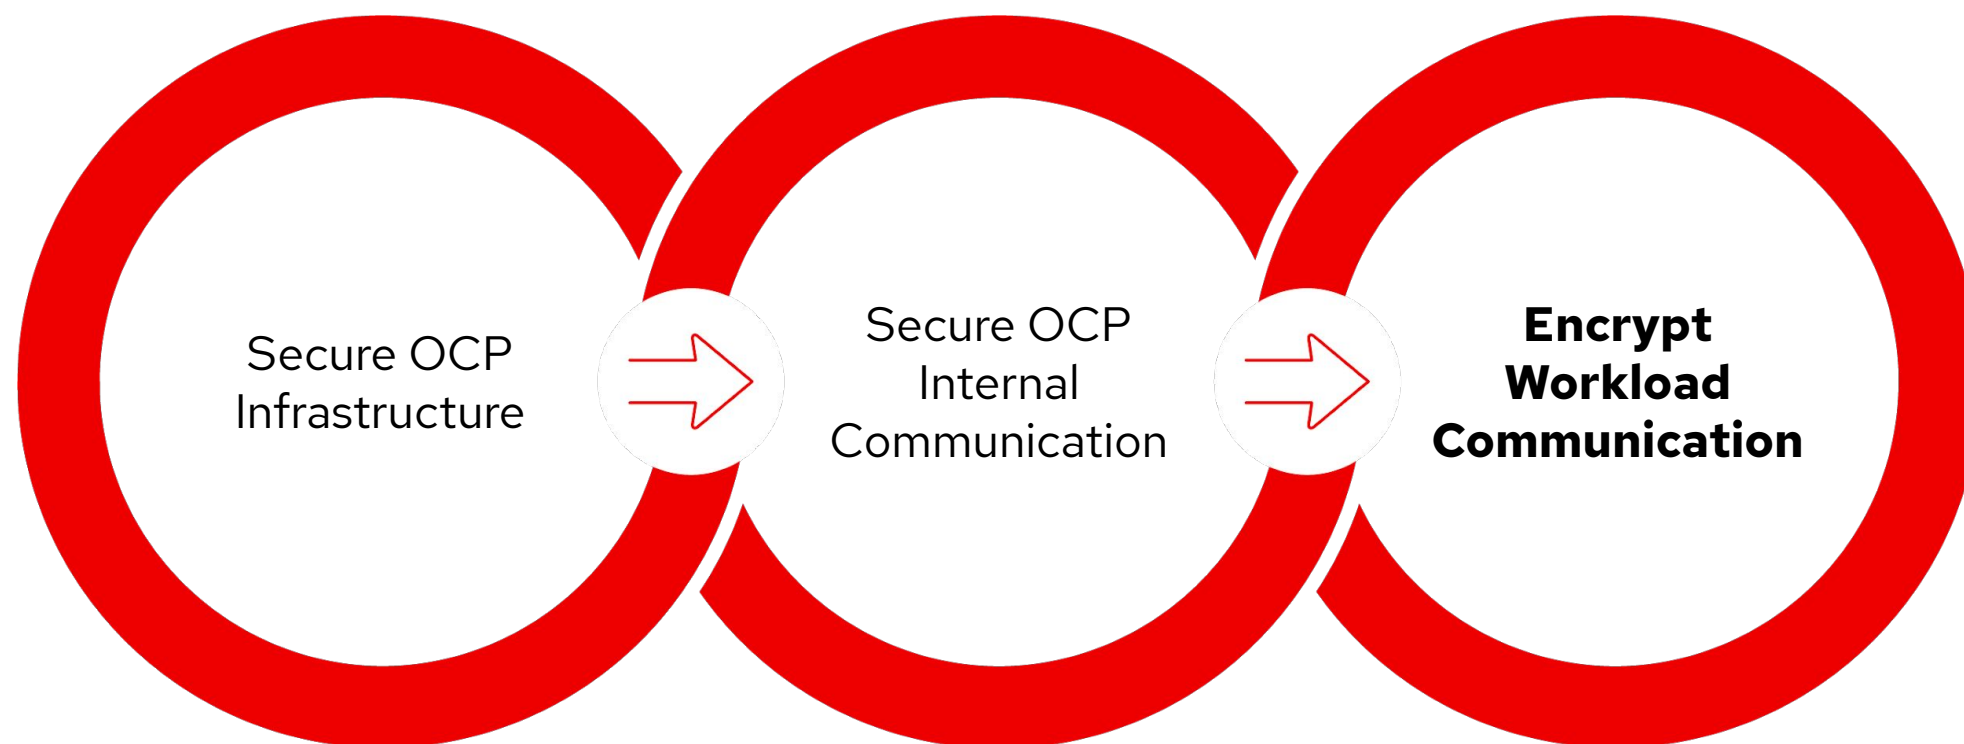 Secure OCP
Infrastructure
Secure OCP
Internal
Communication
Encrypt
Workload
Communication